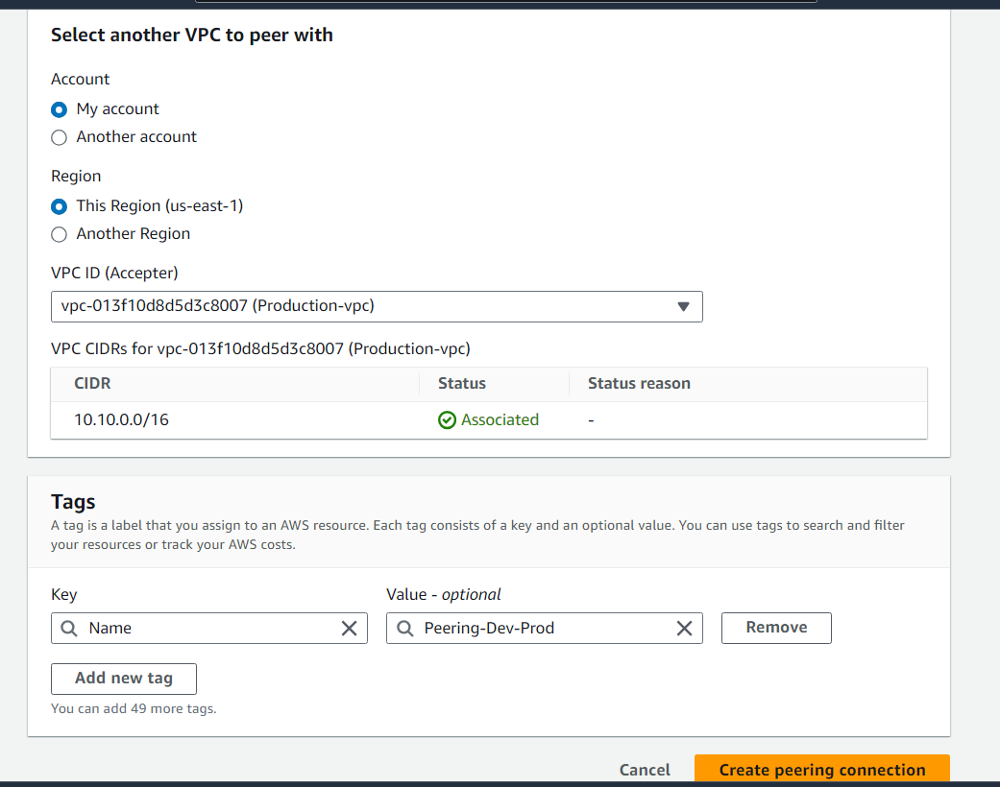 Select another VPC to peer with
Account
My account
Another account
Region
This Region (us-east-1)
Another Region
VPC ID (Accepter)
vpc-013f10d8d5d3c8007 (Production-vpc)
VPC CIDRs for vpc-013f10d8d5d3c8007 (Production-vpc)
CIDR Status Status reason
10.10.0.0/16 Associated -
Tags
A tag is a label that you assign to an AWS resource. Each tag consists of a key and an optional value. You can use tags to search and filter
your resources or track your AWS costs.
Key Value - optional
Name Peering-Dev-Prod Remove
Add new tag
You can add 49 more tags.
Cancel Create peering connection